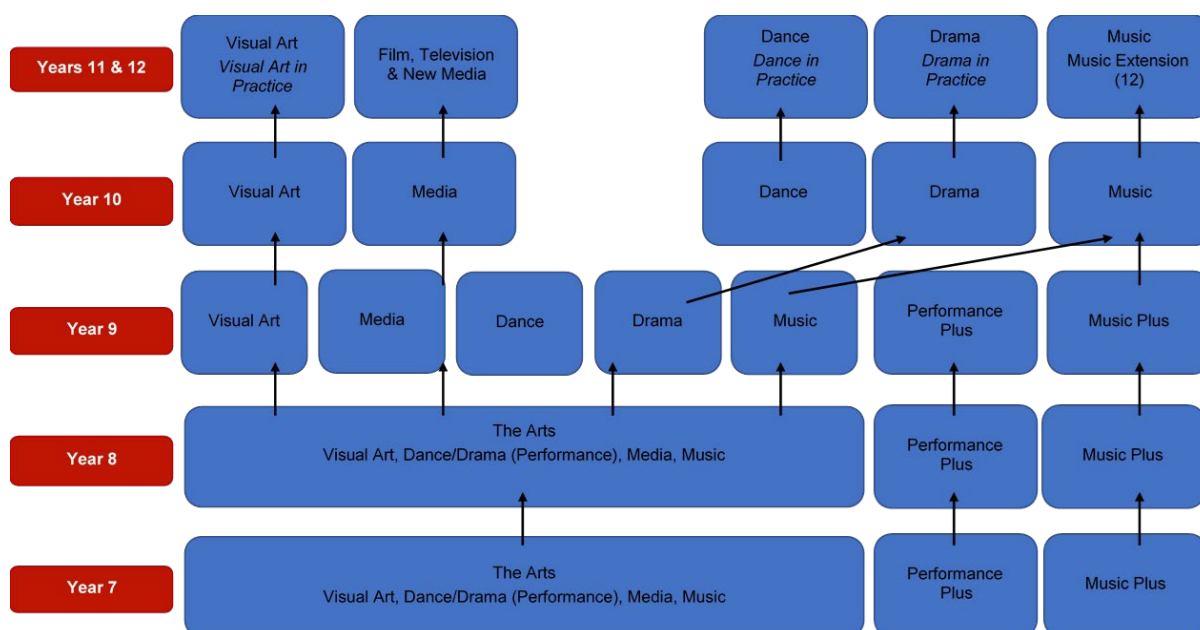 Years 11 & 12
Visual Art
Visual Art in
Practice
Film, Television
& New Media
Dance
Dance in
Practice
Drama
Drama in
Practice
Music
Music Extension
(12)
Year 10
Visual Art
Media
Dance
Drama
Music
Year 9
Visual Art
Media
Dance
Drama
Music
Performance
Plus
Music Plus
Year 8
The Arts
Visual Art, Dance/Drama (Performance), Media, Music
Performance
Plus
Music Plus
Year 7
The Arts
Visual Art, Dance/Drama (Performance), Media, Music
Performance
Plus
Music Plus